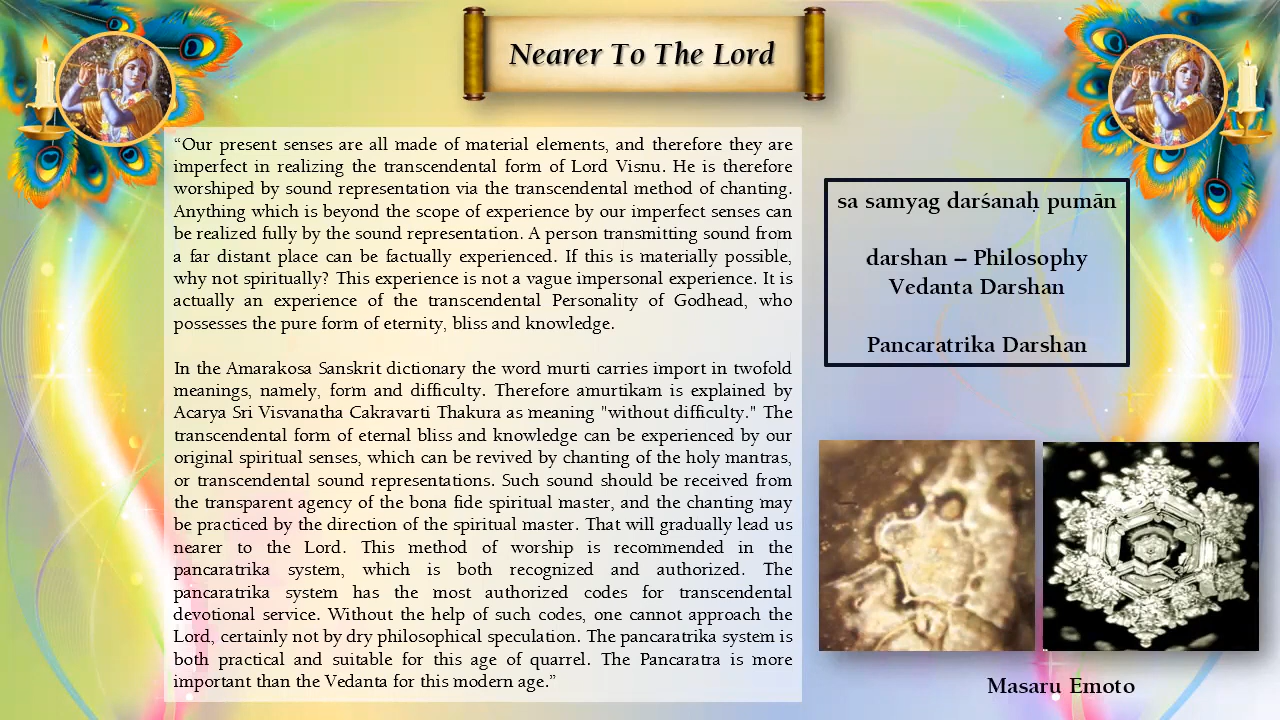 Nearer To The Lord
“Our present senses are all made of material elements, and therefore they are
imperfect in realizing the transcendental form of Lord Visnu. He is therefore
worshiped by sound representation via the transcendental method of chanting.
Anything which is beyond the scope of experience by our imperfect senses can
be realized fully by the sound representation. A person transmitting sound from
a far distant place can be factually experienced. If this is materially possible,
why not spiritually? This experience is not a vague impersonal experience. It is
actually an experience of the transcendental Personality of Godhead, who
possesses the pure form of eternity, bliss and knowledge.
In the Amarakosa Sanskrit dictionary the word murti carries import in twofold
meanings, namely, form and difficulty. Therefore amurtikam is explained by
Acarya Sri Visvanatha Cakravarti Thakura as meaning "without difficulty." The
transcendental form of eternal bliss and knowledge can be experienced by our
original spiritual senses, which can be revived by chanting of the holy mantras,
or transcendental sound representations. Such sound should be received from
the transparent agency of the bona fide spiritual master, and the chanting may
be practiced by the direction of the spiritual master. That will gradually lead us
nearer to the Lord. This method of worship is recommended in the
pancaratrika system, which is both recognized and authorized. The
pancaratrika system has the most authorized codes for transcendental
devotional service. Without the help of such codes, one cannot approach the
Lord, certainly not by dry philosophical speculation. The pancaratrika system is
both practical and suitable for this age of quarrel. The Pancaratra is more
important than the Vedanta for this modern age.”
sa samyag darśanaḥ pumān
darshan – Philosophy
Vedanta Darshan
Pancaratrika Darshan
Masaru Emoto